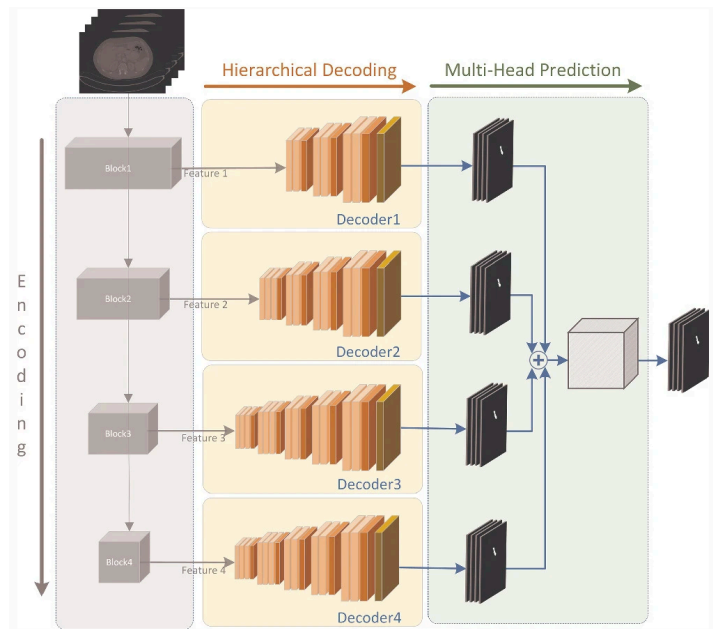 Hierarchical Decoding
Multi-Head Prediction
Encoding
Block1
Feature 1
Decoder1
Block2
Feature 2
Decoder2
Block3
Feature 3
Decoder3
Block4
Feature 4
Decoder4